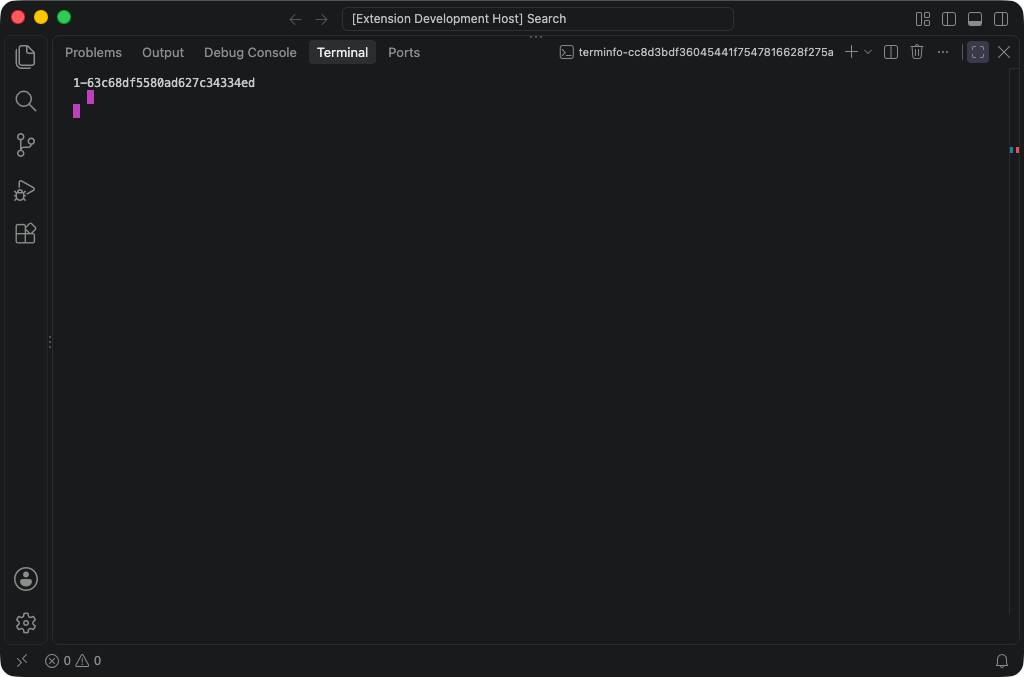 [Extension Development Host] Search
Problems Output Debug Console Terminal Ports terminfo-cc8d3bdf36045441f7547816628f275a
1-63c68df5580ad627c34334ed
0 0